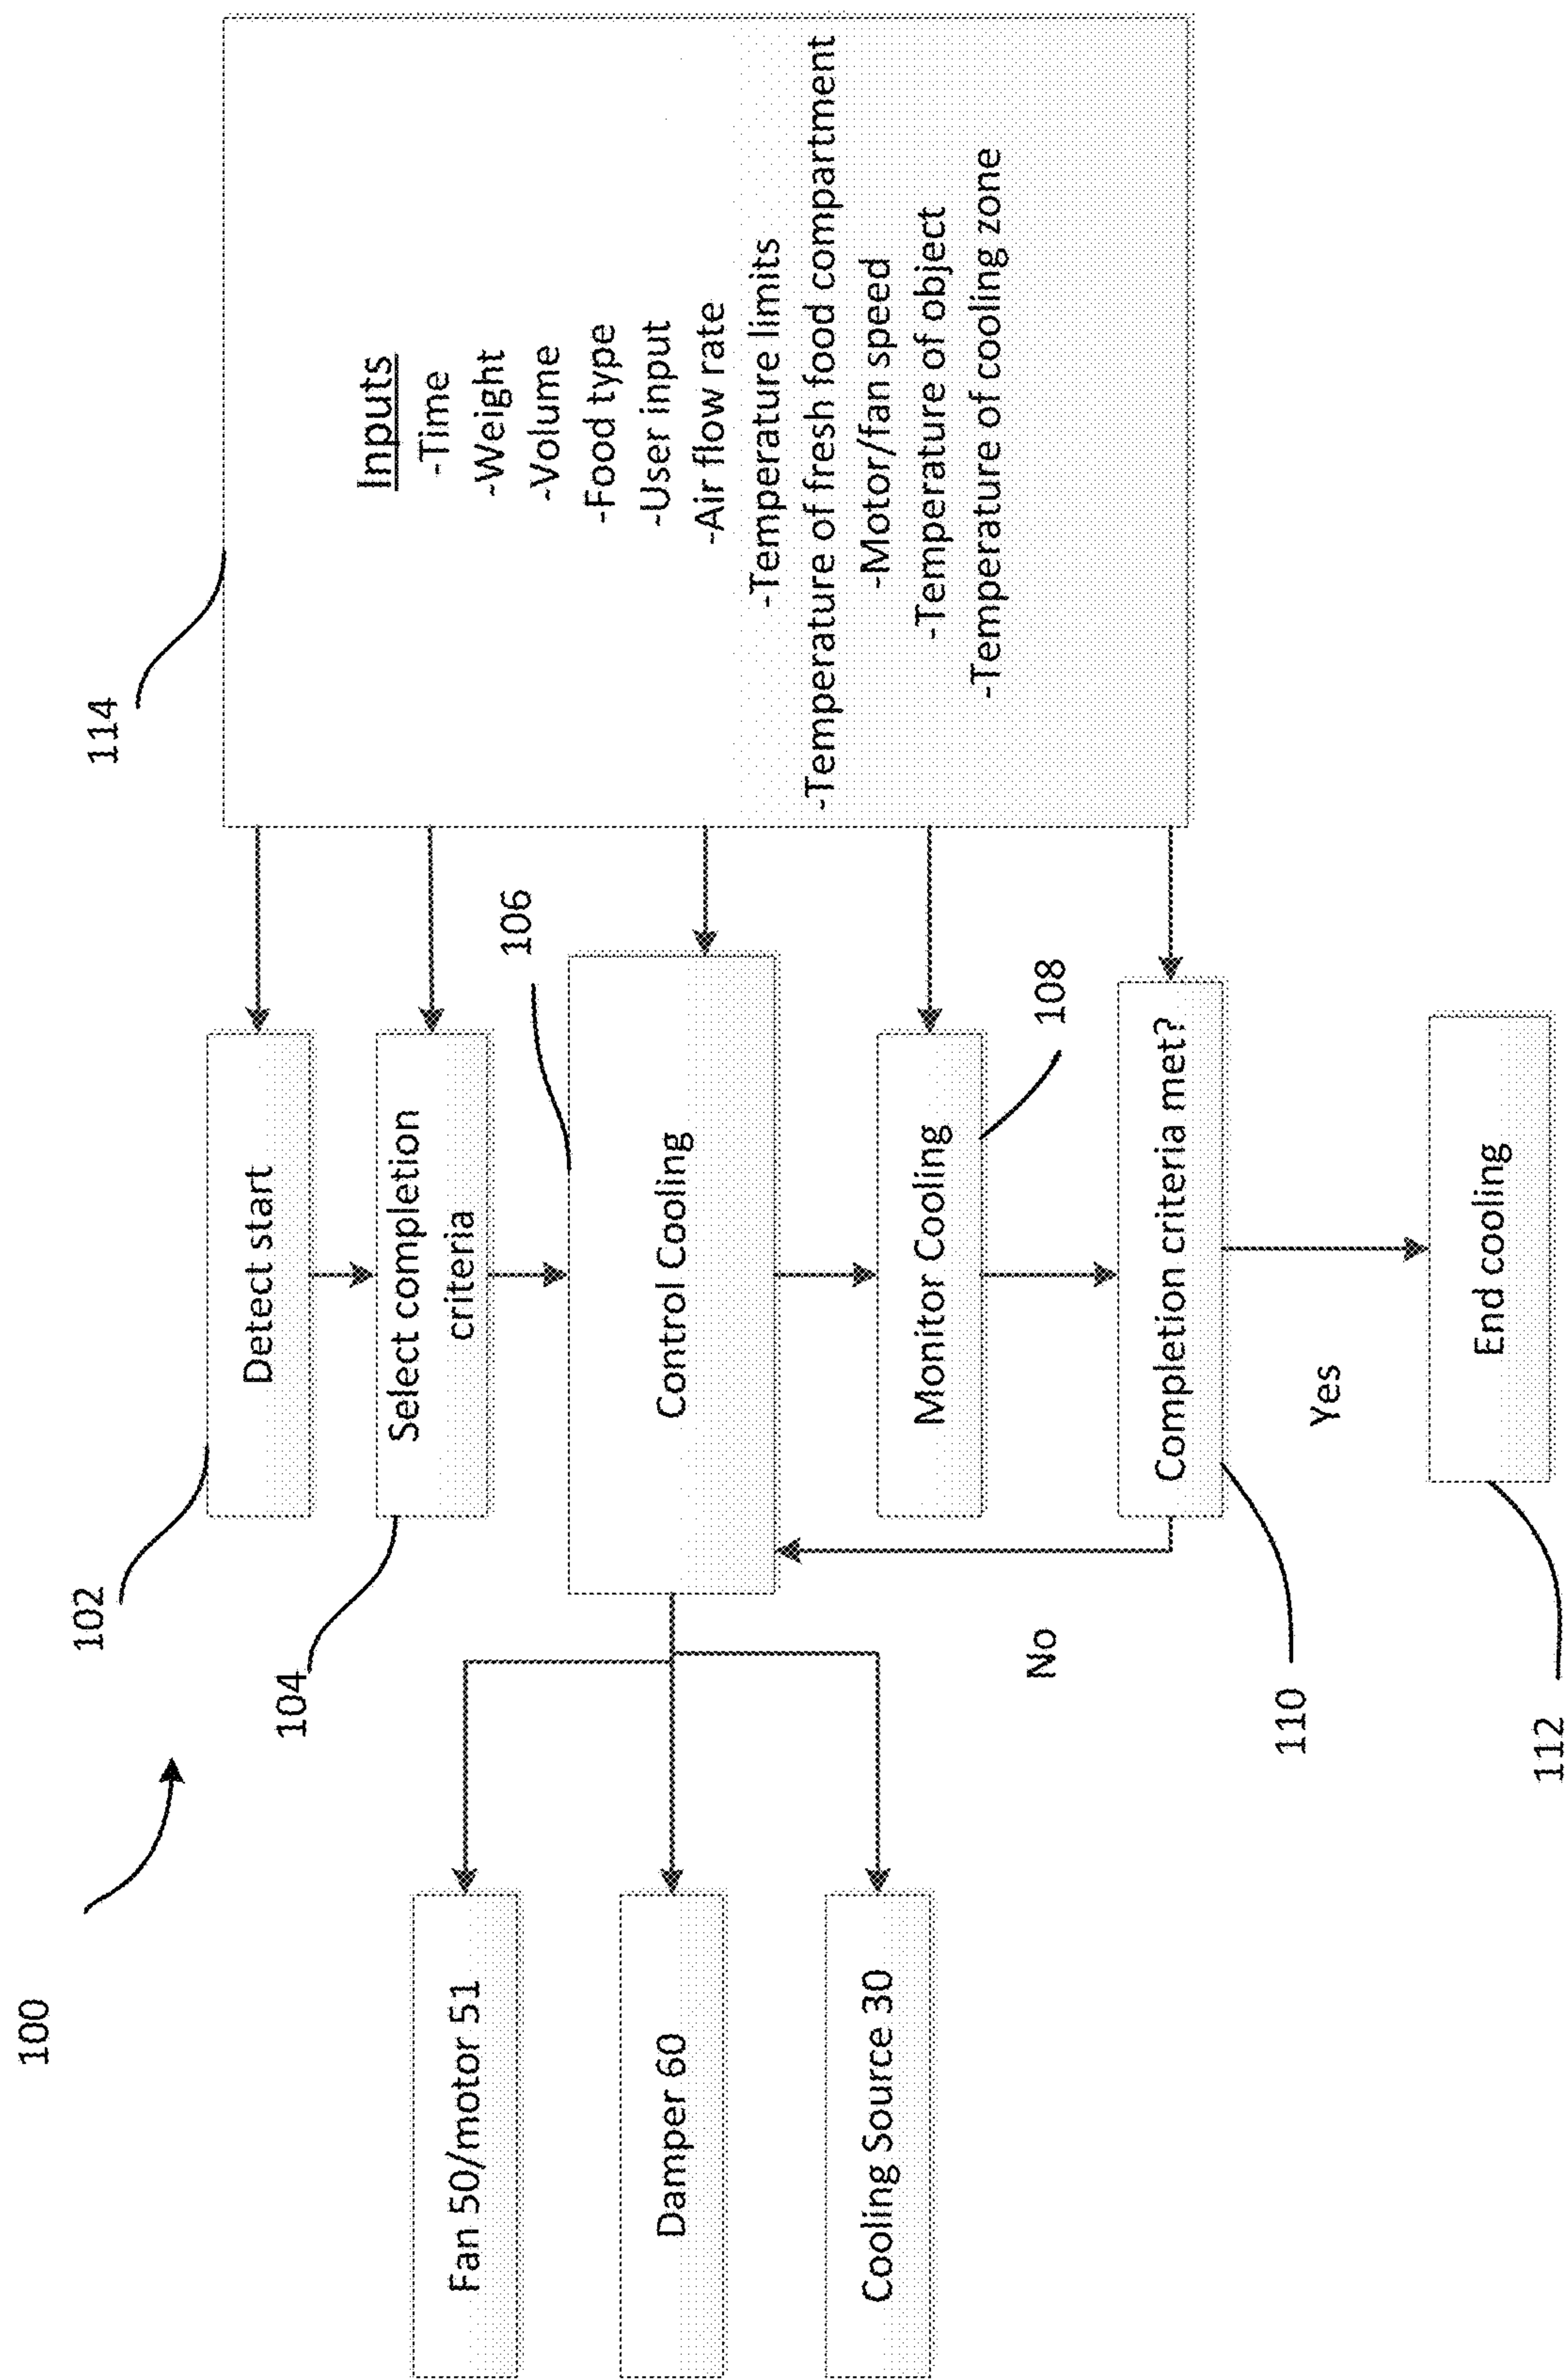 100
102
Detect start
104
Select completion
criteria
106
Control Cooling
Fan 50/motor 51
Damper 60
Cooling Source 30
108
Monitor Cooling
No
110
Completion criteria met?
Yes
112
End cooling
114
Inputs
-Time
-Weight
-Volume
-Food type
-User input
-Air flow rate
-Temperature limits
-Temperature of fresh food compartment
-Motor/fan speed
-Temperature of object
-Temperature of cooling zone